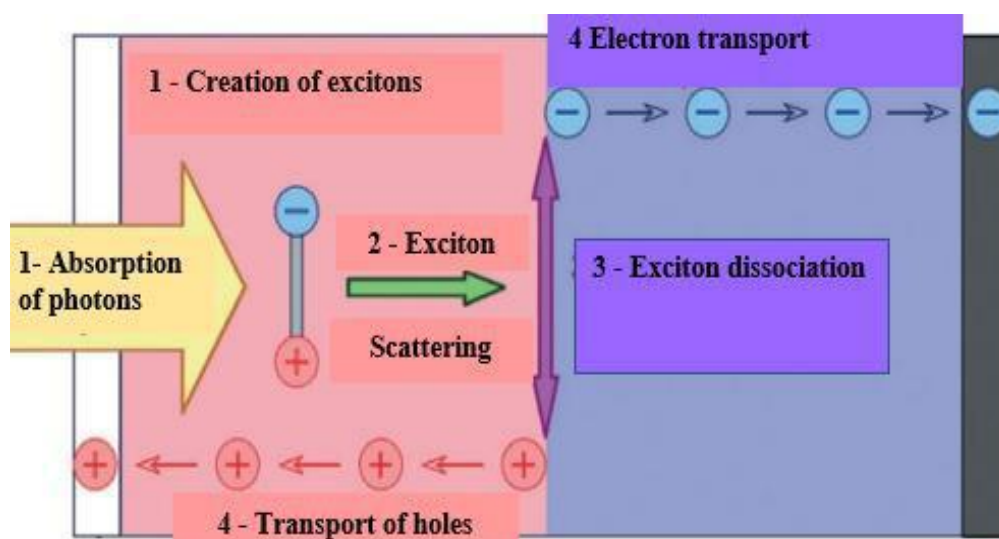 4 Electron transport
1 - Creation of excitons
1- Absorption
of photons
2 - Exciton
Scattering
3 - Exciton dissociation
4 - Transport of holes